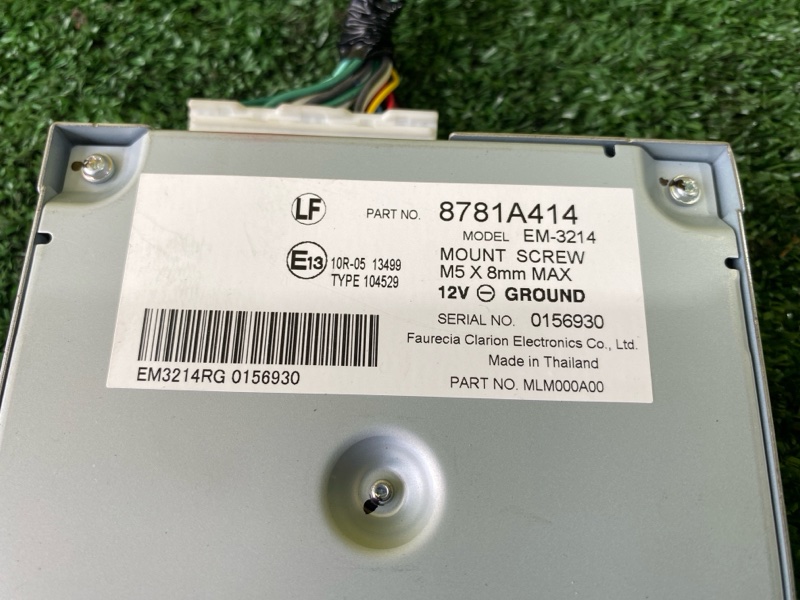 LF
PART NO. 8781A414
MODEL EM-3214
E13 10R-05 13499
TYPE 104529
MOUNT SCREW
M5 X 8mm MAX
12V ⊖ GROUND
SERIAL NO. 0156930
Faurecia Clarion Electronics Co., Ltd.
Made in Thailand
EM3214RG 0156930
PART NO. MLM000A00